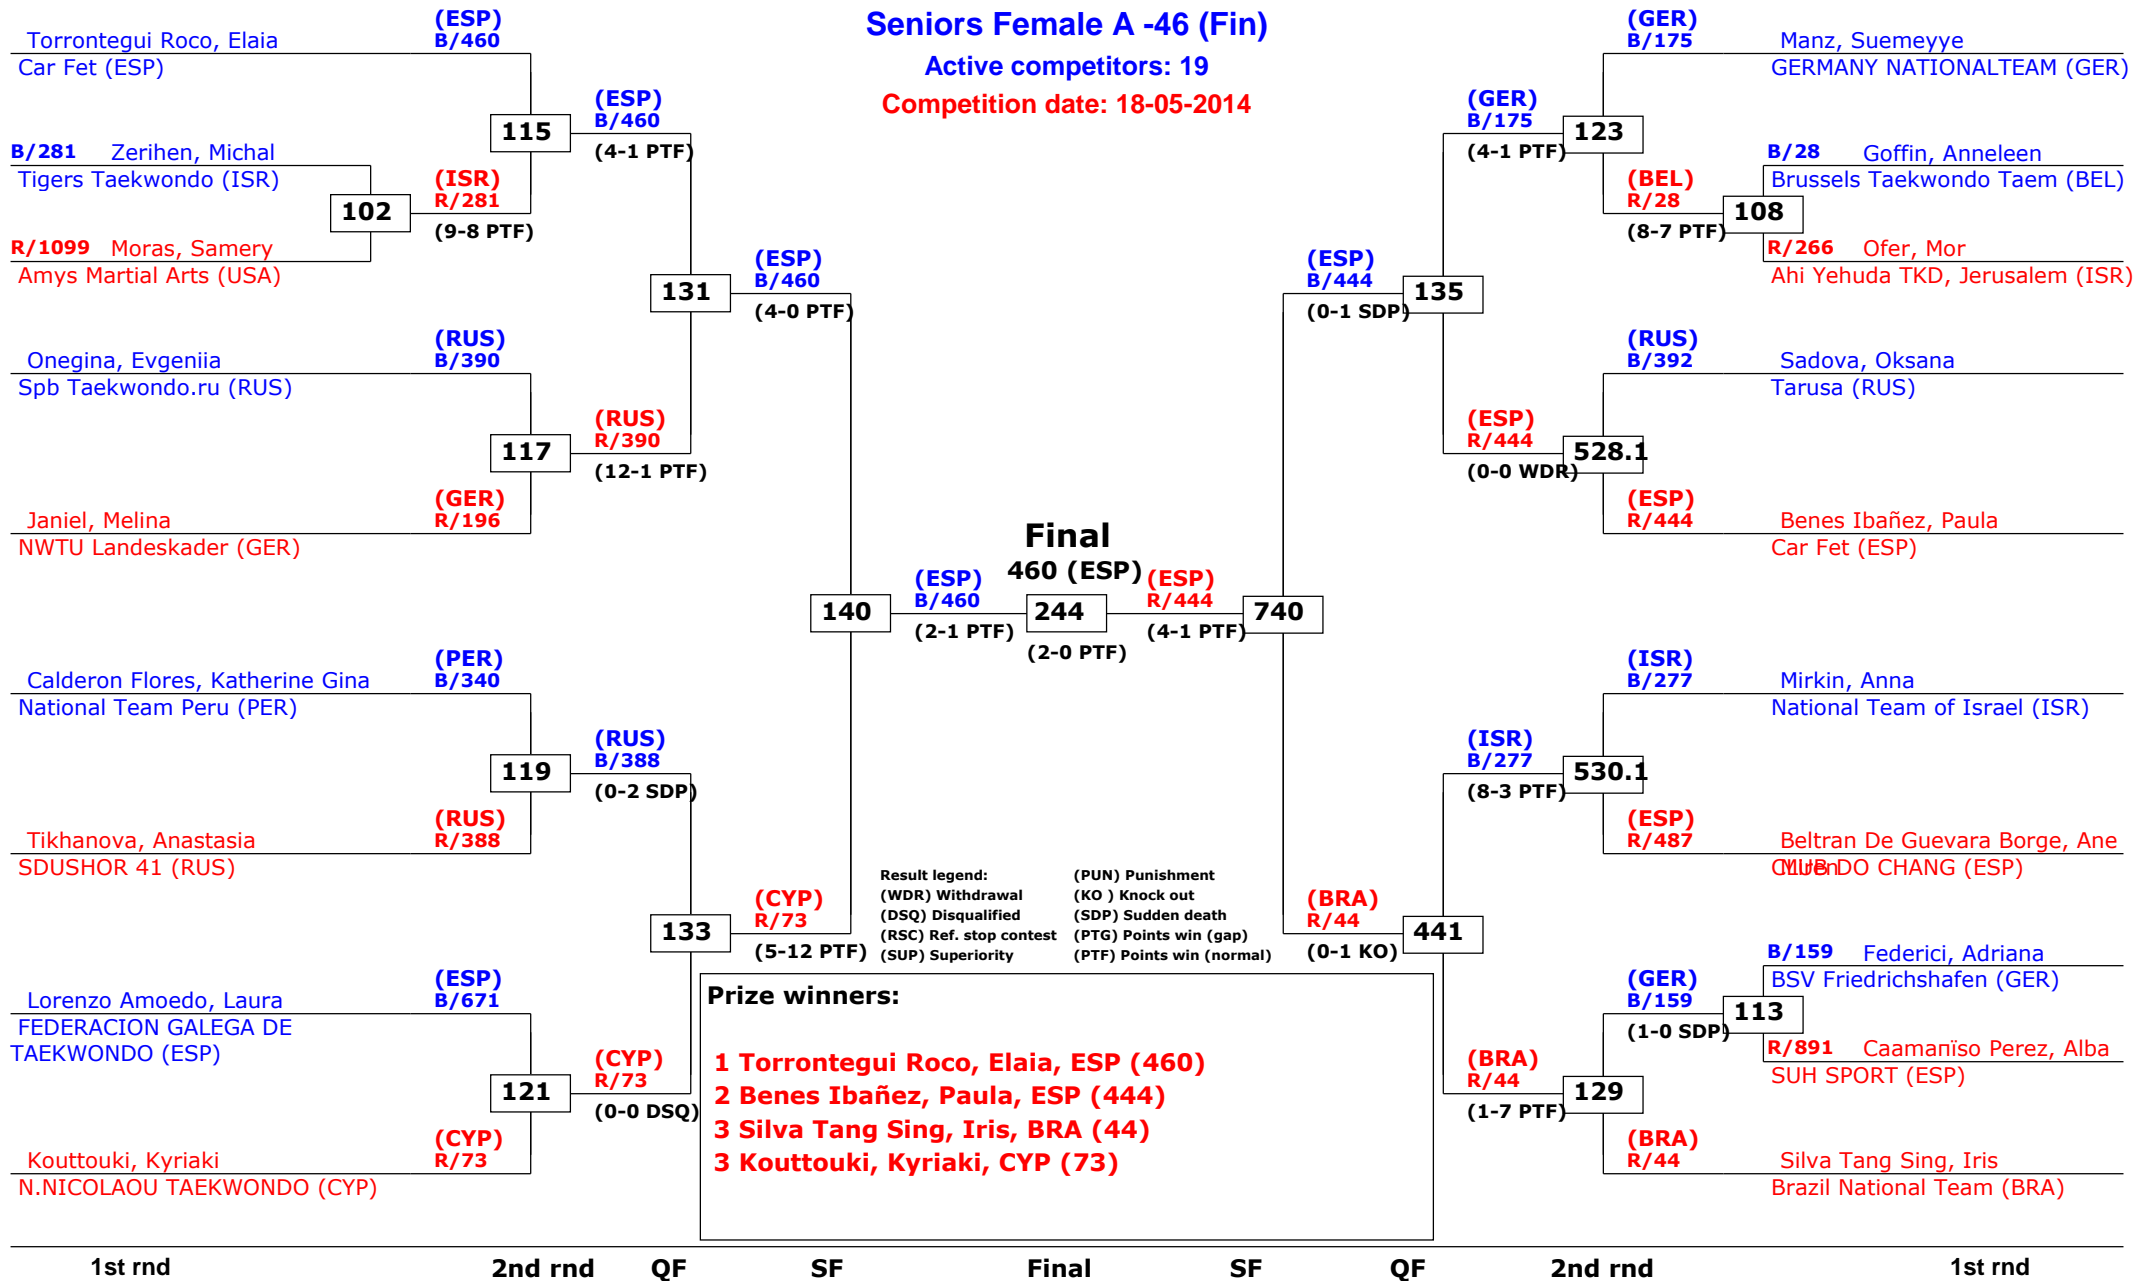 Seniors Female A -46 (Fin)
Active competitors: 19
Competition date: 18-05-2014
Torrontegui Roco, Elaia
Car Fet (ESP)
(ESP)
B/460
B/281 Zerihen, Michal
Tigers Taekwondo (ISR)
102
R/1099 Moras, Samery
Amys Martial Arts (USA)
(ISR)
R/281
(9-8 PTF)
115
(ESP)
B/460
(4-1 PTF)
Onegina, Evgeniia
Spb Taekwondo.ru (RUS)
(RUS)
B/390
117
Janiel, Melina
NWTU Landeskader (GER)
(GER)
R/196
(RUS)
R/390
(12-1 PTF)
131
(ESP)
B/460
(4-0 PTF)
Calderon Flores, Katherine Gina
National Team Peru (PER)
(PER)
B/340
119
Tikhanova, Anastasia
SDUSHOR 41 (RUS)
(RUS)
R/388
(RUS)
B/388
(0-2 SDP)
Lorenzo Amoedo, Laura
FEDERACION GALEGA DE
TAEKWONDO (ESP)
(ESP)
B/671
121
Kouttouki, Kyriaki
N.NICOLAOU TAEKWONDO (CYP)
(CYP)
R/73
(CYP)
R/73
(0-0 DSQ)
133
(CYP)
R/73
(5-12 PTF)
140
(ESP)
B/460
(2-1 PTF)
Final
460 (ESP)
244
(2-0 PTF)
(ESP)
R/444
(4-1 PTF)
740
(ESP)
B/444
(0-1 SDP)
135
(GER)
B/175
(4-1 PTF)
123
(GER)
B/175
Manz, Suemeyye
GERMANY NATIONALTEAM (GER)
(BEL)
R/28
(8-7 PTF)
108
B/28 Goffin, Anneleen
Brussels Taekwondo Taem (BEL)
R/266 Ofer, Mor
Ahi Yehuda TKD, Jerusalem (ISR)
(ESP)
R/444
(0-0 WDR)
528.1
(RUS)
B/392
Sadova, Oksana
Tarusa (RUS)
(ESP)
R/444
Benes Ibañez, Paula
Car Fet (ESP)
(BRA)
R/44
(0-1 KO)
441
(ISR)
B/277
(8-3 PTF)
530.1
(ISR)
B/277
Mirkin, Anna
National Team of Israel (ISR)
(ESP)
R/487
Beltran De Guevara Borge, Ane
Miren
CLUB DO CHANG (ESP)
(BRA)
R/44
(1-7 PTF)
129
(GER)
B/159
(1-0 SDP)
113
B/159 Federici, Adriana
BSV Friedrichshafen (GER)
R/891 Caamaпïso Perez, Alba
SUH SPORT (ESP)
(BRA)
R/44
Silva Tang Sing, Iris
Brazil National Team (BRA)
Result legend: (PUN) Punishment
(WDR) Withdrawal (KO ) Knock out
(DSQ) Disqualified (SDP) Sudden death
(RSC) Ref. stop contest (PTG) Points win (gap)
(SUP) Superiority (PTF) Points win (normal)
Prize winners:
1 Torrontegui Roco, Elaia, ESP (460)
2 Benes Ibañez, Paula, ESP (444)
3 Silva Tang Sing, Iris, BRA (44)
3 Kouttouki, Kyriaki, CYP (73)
1st rnd 2nd rnd QF SF Final SF QF 2nd rnd 1st rnd